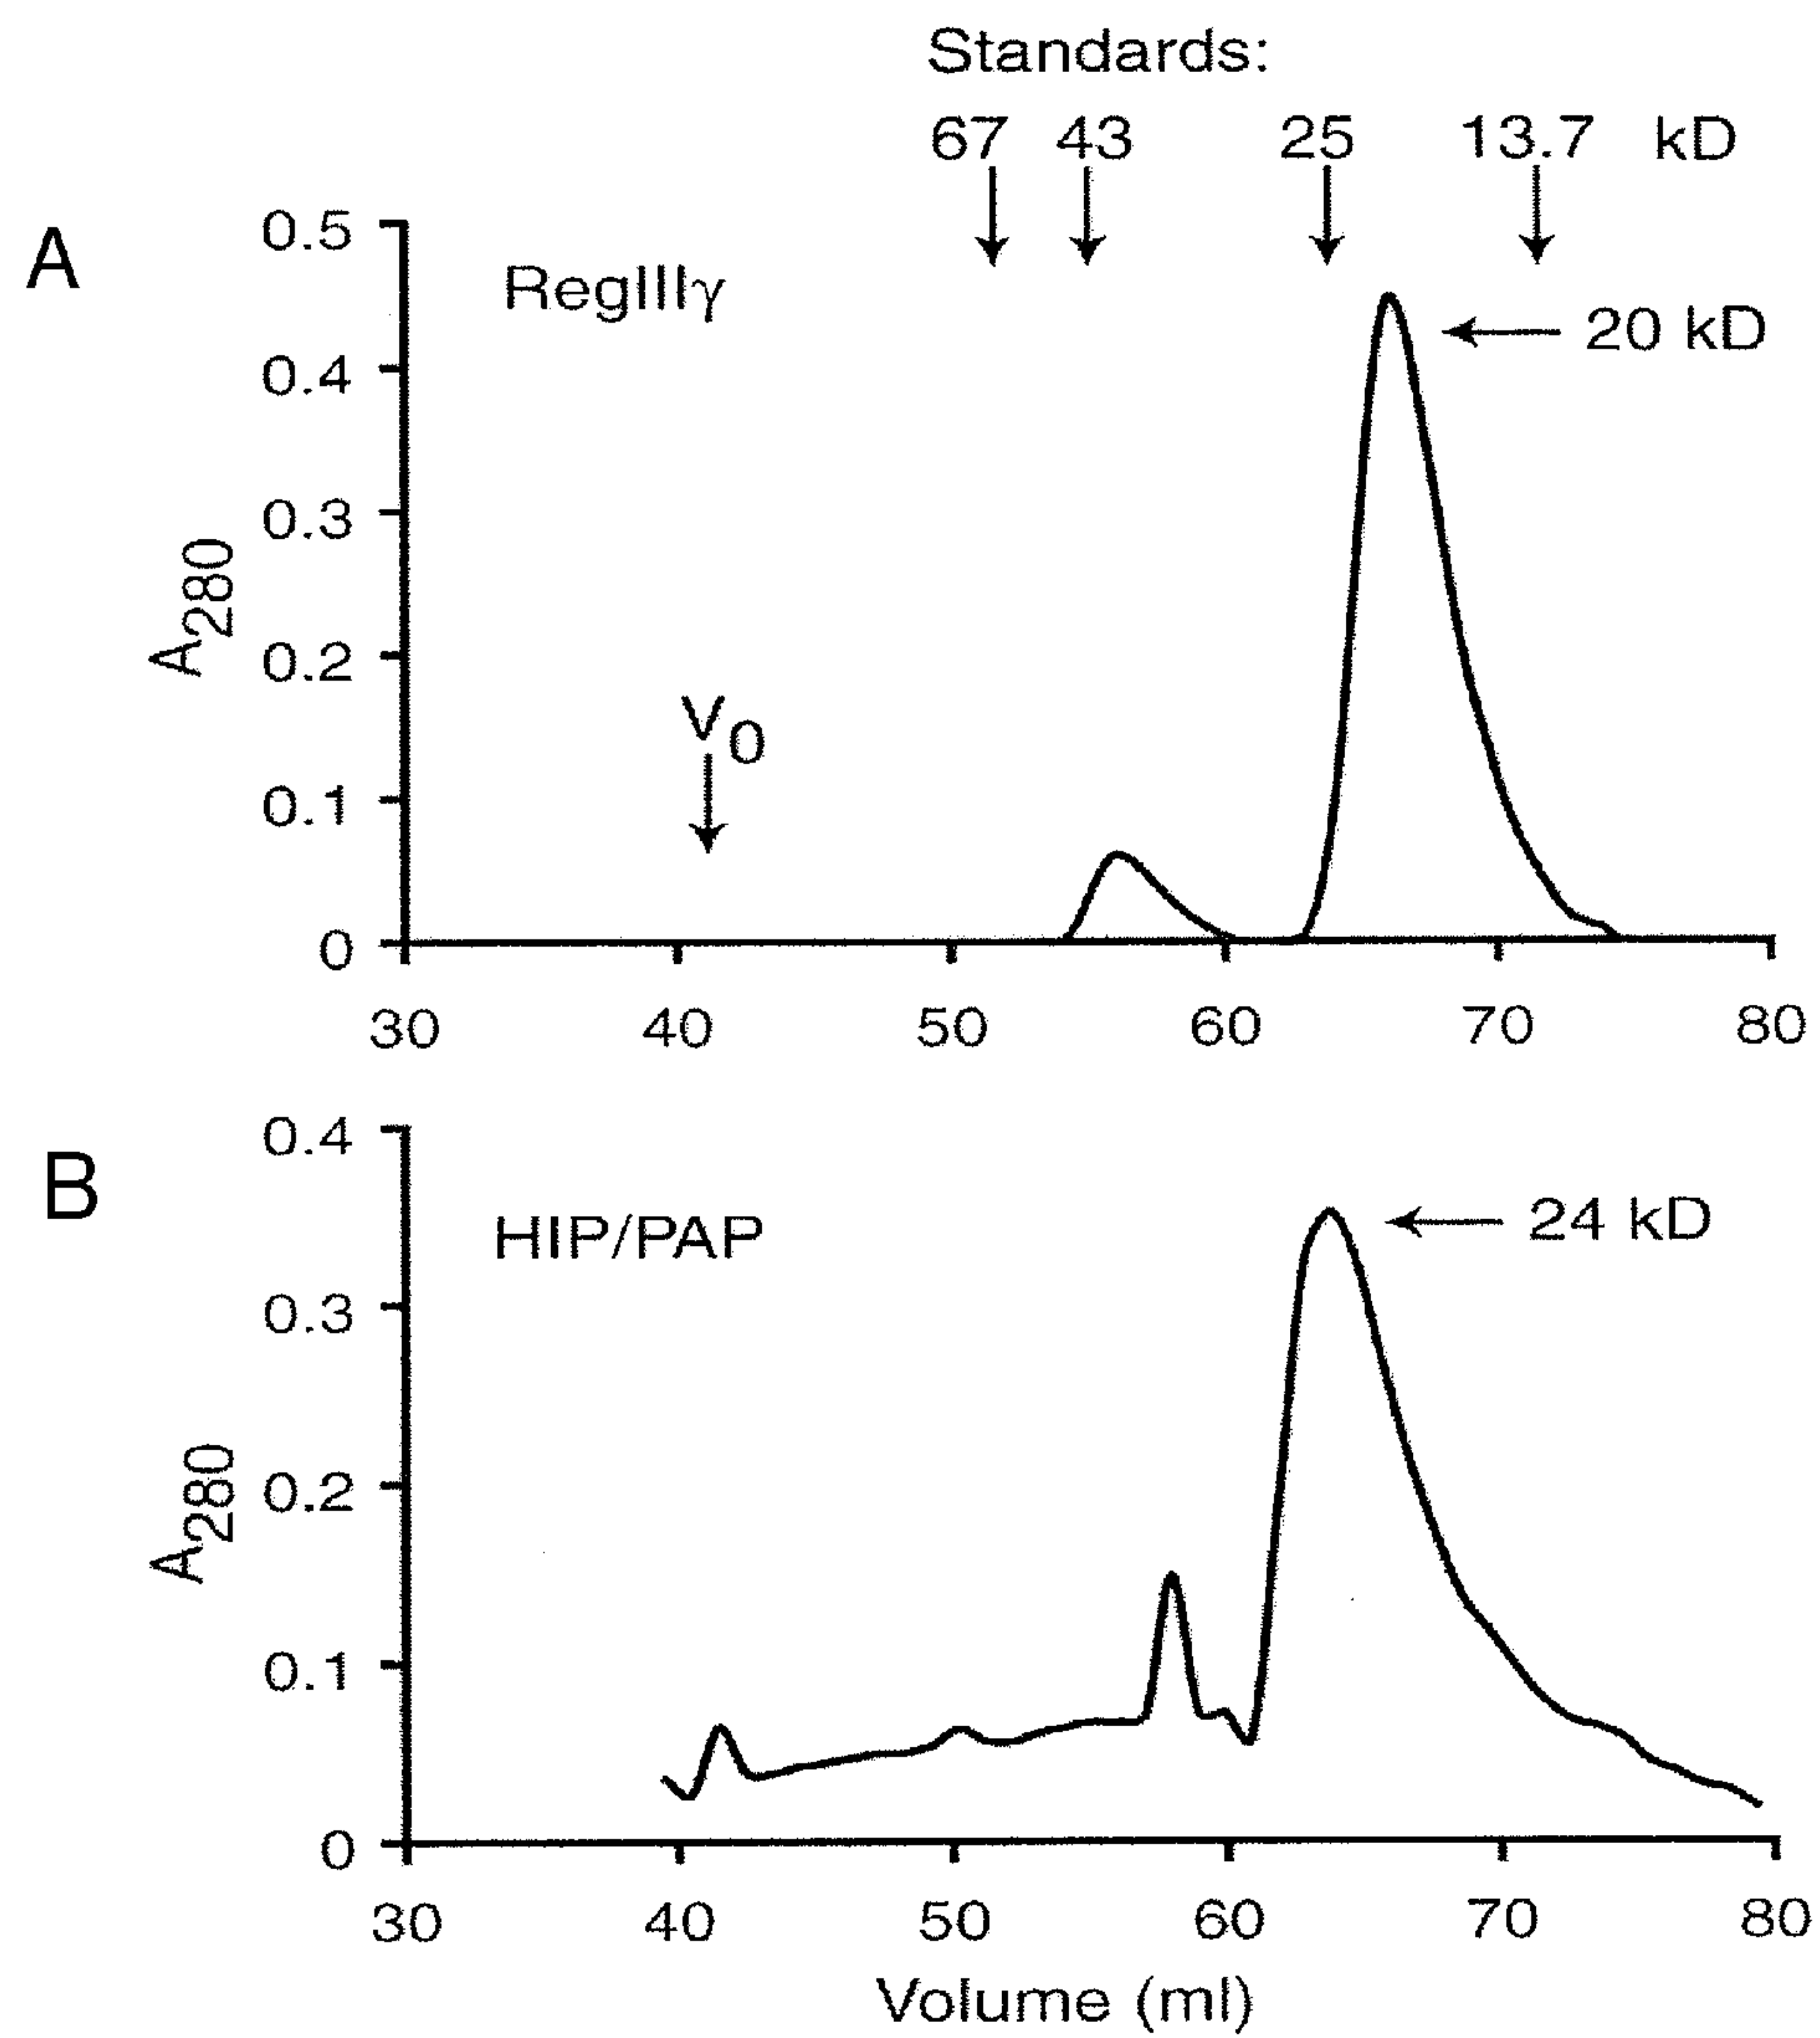 Standards:
67 43 25 13.7 kD
A
0.5
RegIIIγ
20 kD
0.4
0.3
A280
0.2
V0
0.1
0
30 40 50 60 70 80
B
0.4
HIP/PAP
24 kD
0.3
A280
0.2
0.1
0
30 40 50 60 70 80
Volume (ml)